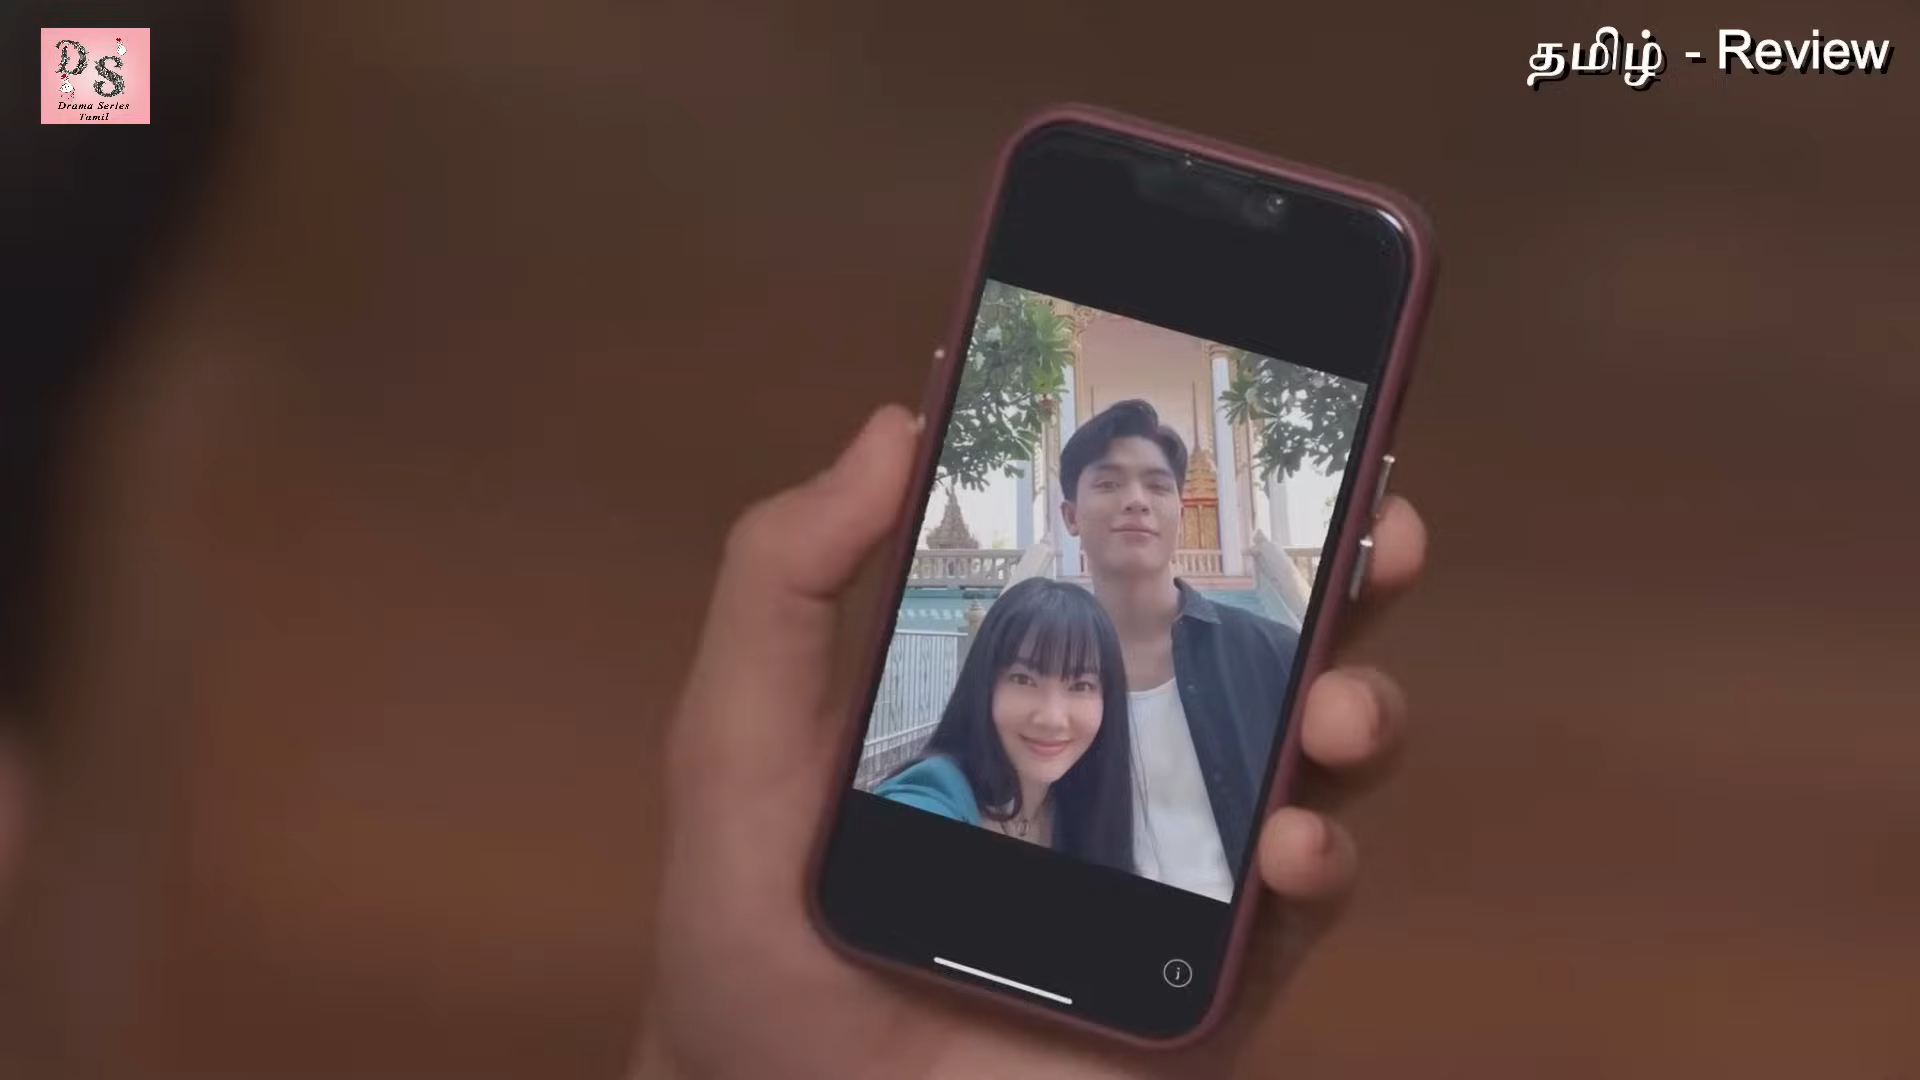 DS
Drama Series
Tamil
தமிழ் - Review